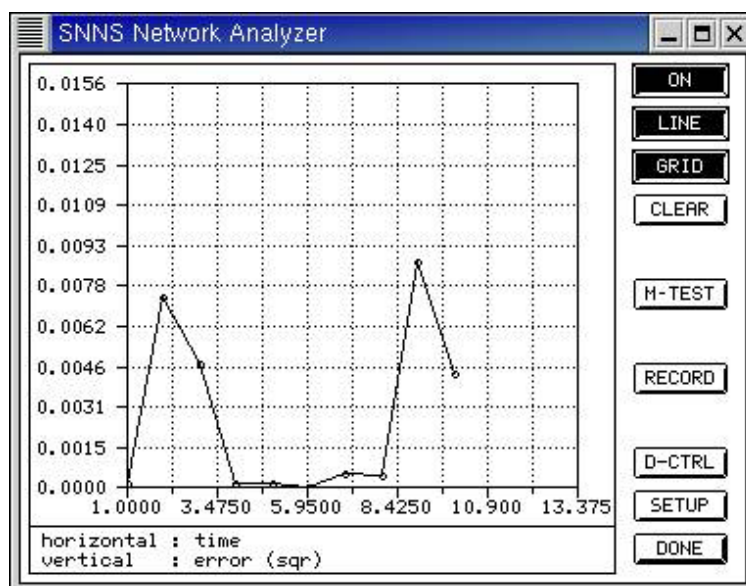 SNNS Network Analyzer
0.0156
0.0140
0.0125
0.0109
0.0093
0.0078
0.0062
0.0046
0.0031
0.0015
0.0000
1.0000 3.4750 5.9500 8.4250 10.900 13.375
horizontal : time
vertical : error (sqr)
ON
LINE
GRID
CLEAR
M-TEST
RECORD
D-CTRL
SETUP
DONE